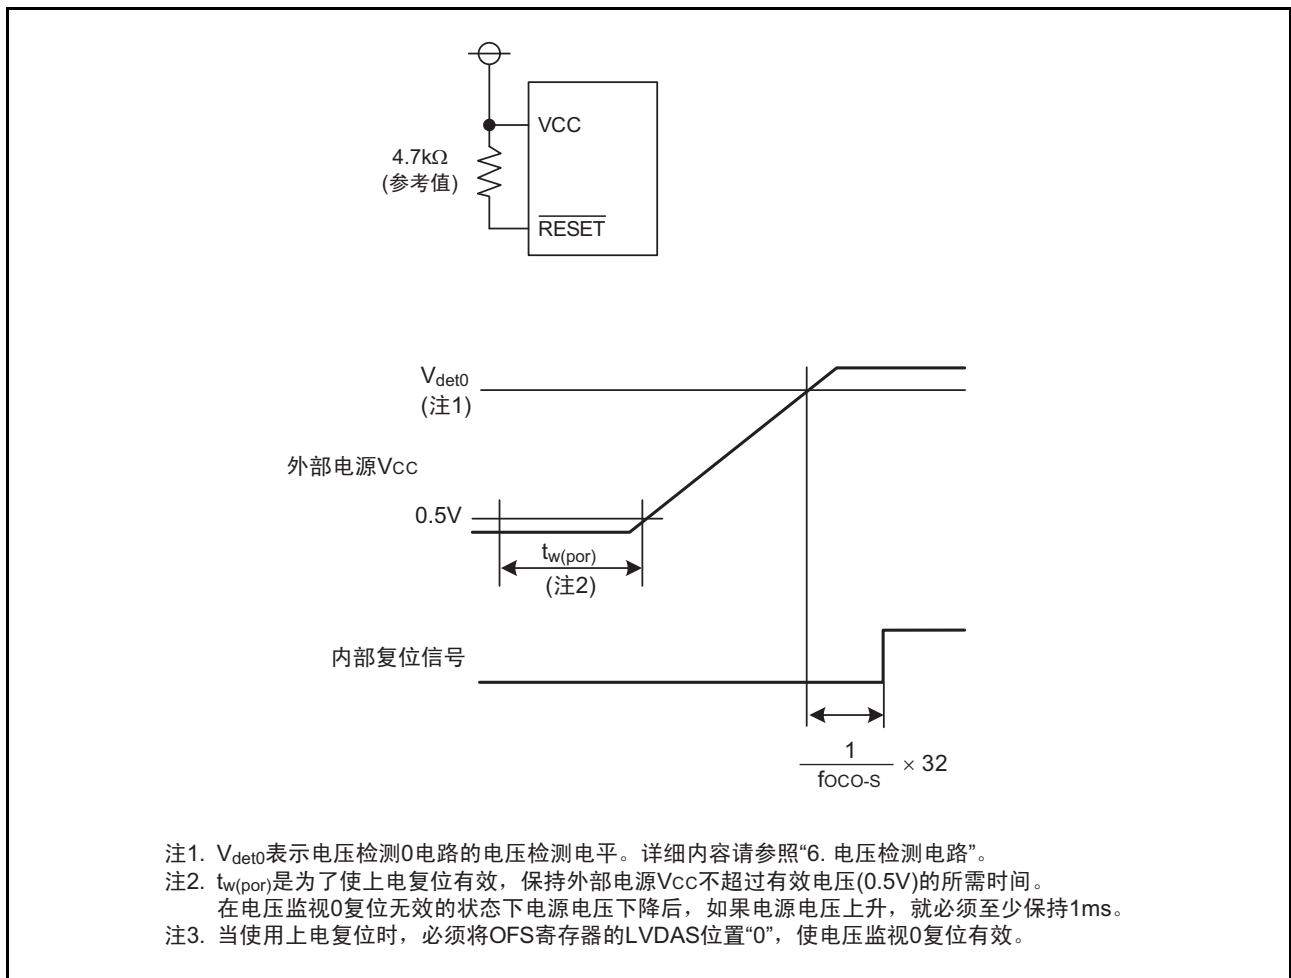 VCC
4.7kΩ
(参考值)
RESET
Vdet0
(注1)
外部电源VCC
0.5V
tw(por)
(注2)
内部复位信号
1
fOCO-S
× 32
注1. Vdet0表示电压检测0电路的电压检测电平。详细内容请参照“6. 电压检测电路”。
注2. tw(por)是为了使上电复位有效，保持外部电源VCC不超过有效电压(0.5V)的所需时间。
在电压监视0复位无效的状态下电源电压下降后，如果电源电压上升，就必须至少保持1ms。
注3. 当使用上电复位时，必须将OFS寄存器的LVDAS位置“0”，使电压监视0复位有效。